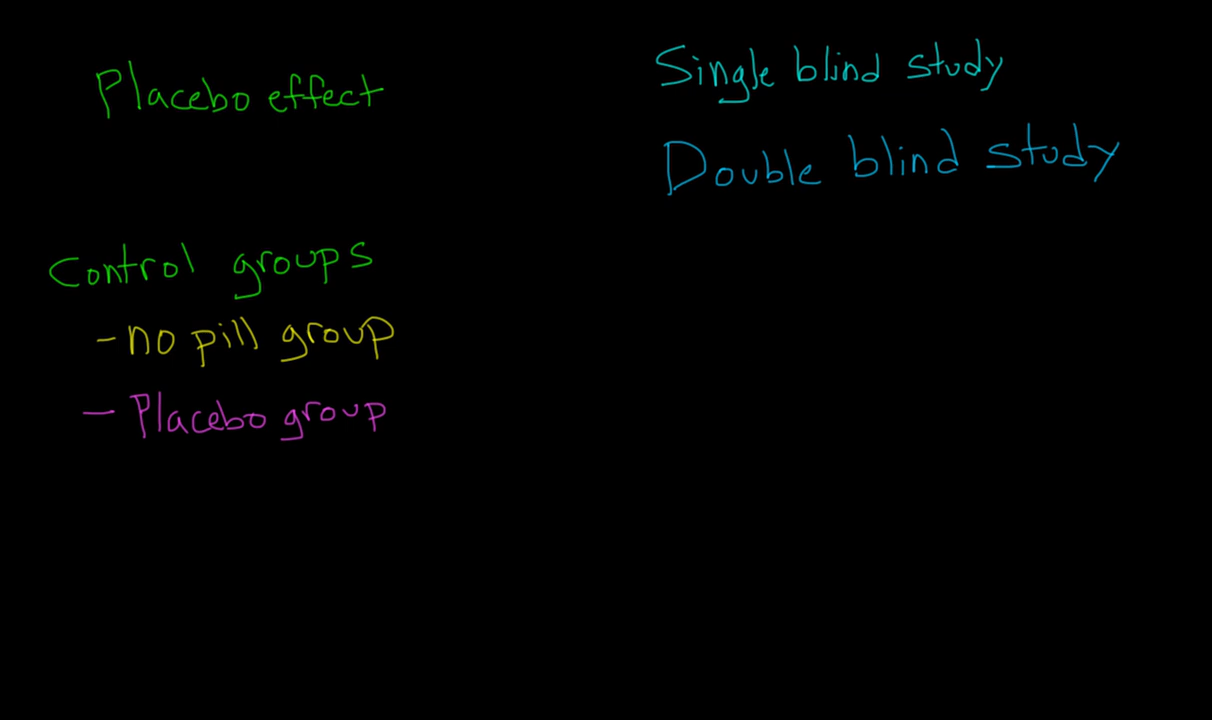 Placebo effect
Control groups
- no pill group
- Placebo group
Single blind study
Double blind study